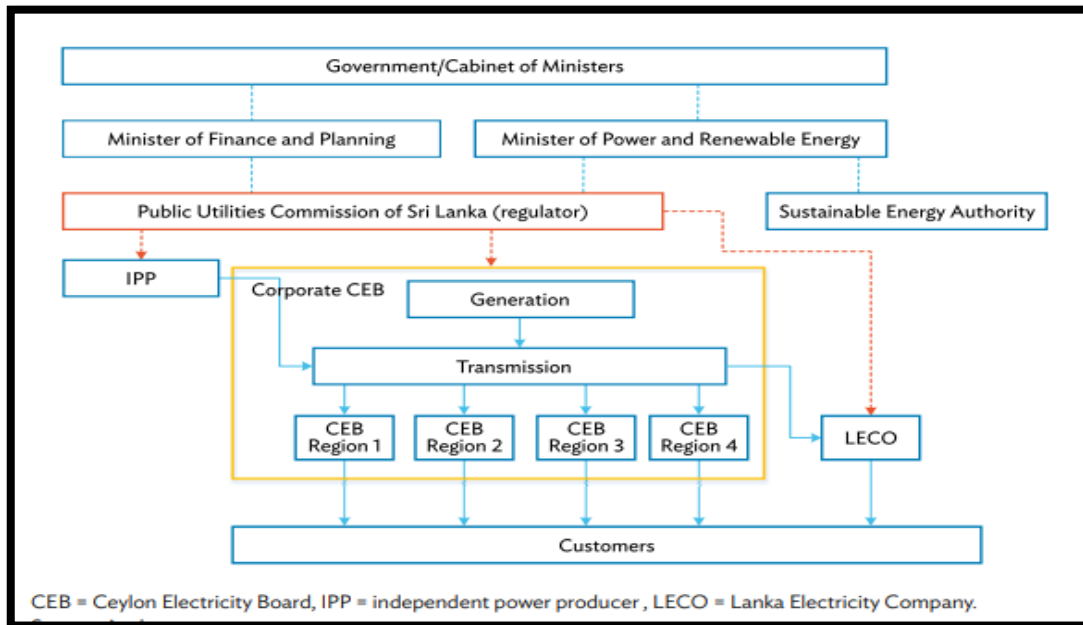 Government/Cabinet of Ministers
Minister of Finance and Planning
Minister of Power and Renewable Energy
Public Utilities Commission of Sri Lanka (regulator)
Sustainable Energy Authority
IPP
Corporate CEB
Generation
Transmission
CEB
Region 1
CEB
Region 2
CEB
Region 3
CEB
Region 4
LECO
Customers
CEB = Ceylon Electricity Board, IPP = independent power producer , LECO = Lanka Electricity Company.